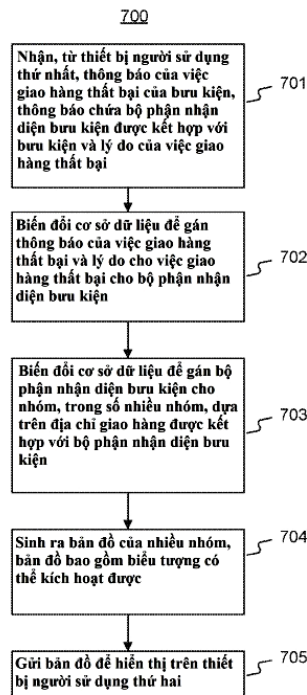 700
Nhận, từ thiết bị người sử dụng
thứ nhất, thông báo của việc
giao hàng thất bại của bưu kiện,
thông báo chứa bộ phận nhận
diện bưu kiện được kết hợp với
bưu kiện và lý do của việc giao
hàng thất bại
701
Biến đổi cơ sở dữ liệu để gán
thông báo của việc giao hàng
thất bại và lý do cho việc giao
hàng thất bại cho bộ phận nhận
diện bưu kiện
702
Biến đổi cơ sở dữ liệu để gán bộ
phận nhận diện bưu kiện cho
nhóm, trong số nhiều nhóm, dựa
trên địa chỉ giao hàng được kết
hợp với bộ phận nhận diện bưu
kiện
703
Sinh ra bản đồ của nhiều nhóm,
bản đồ bao gồm biểu tượng có
thể kích hoạt được
704
Gửi bản đồ để hiển thị trên thiết
bị người sử dụng thứ hai
705